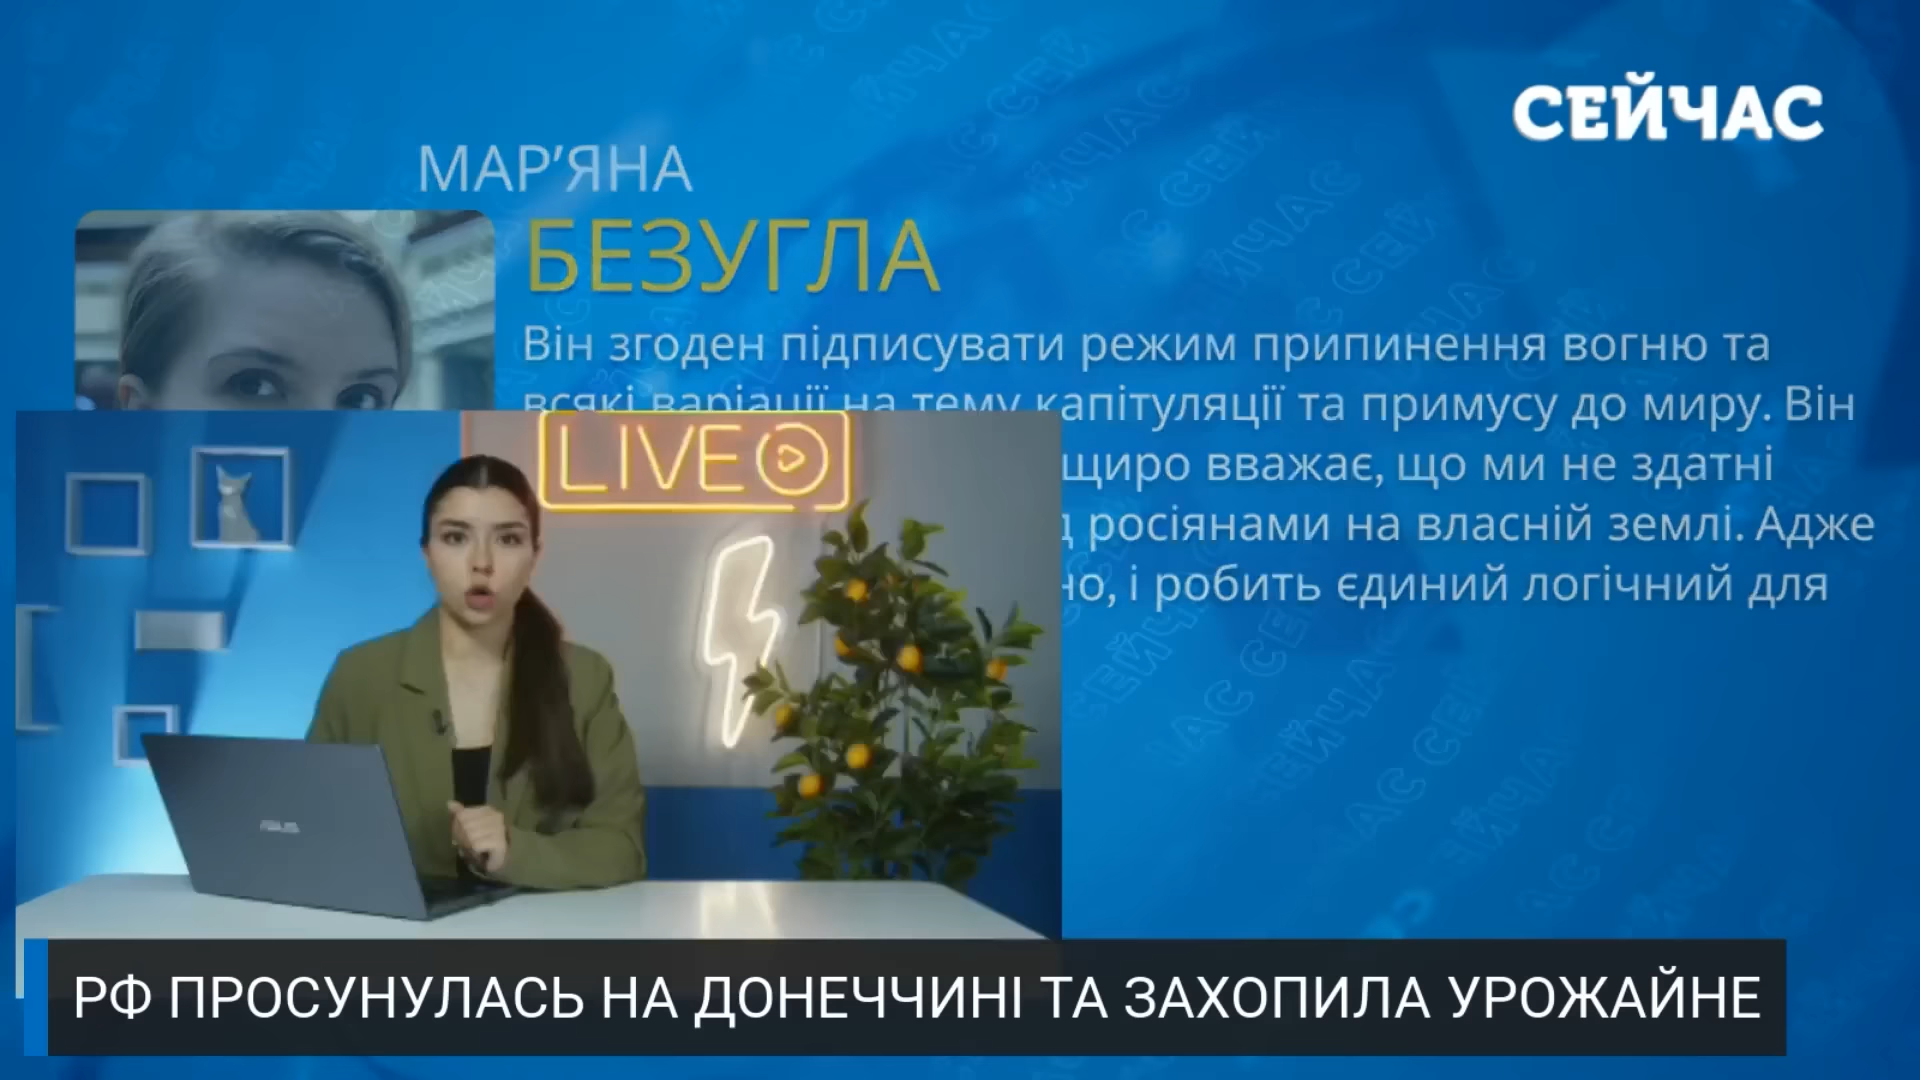 СЕЙЧАС
МАР’ЯНА
БЕЗУГЛА
Він згоден підписувати режим припинення вогню та
всякі варіації на тему капітуляції та примусу до миру. Він
щиро вважає, що ми не здатні
росіянами на власній землі. Адже
і робить єдиний логічний для
LIVE
ASUS
РФ ПРОСУНУЛАСЬ НА ДОНЕЧЧИНІ ТА ЗАХОПИЛА УРОЖАЙНЕ